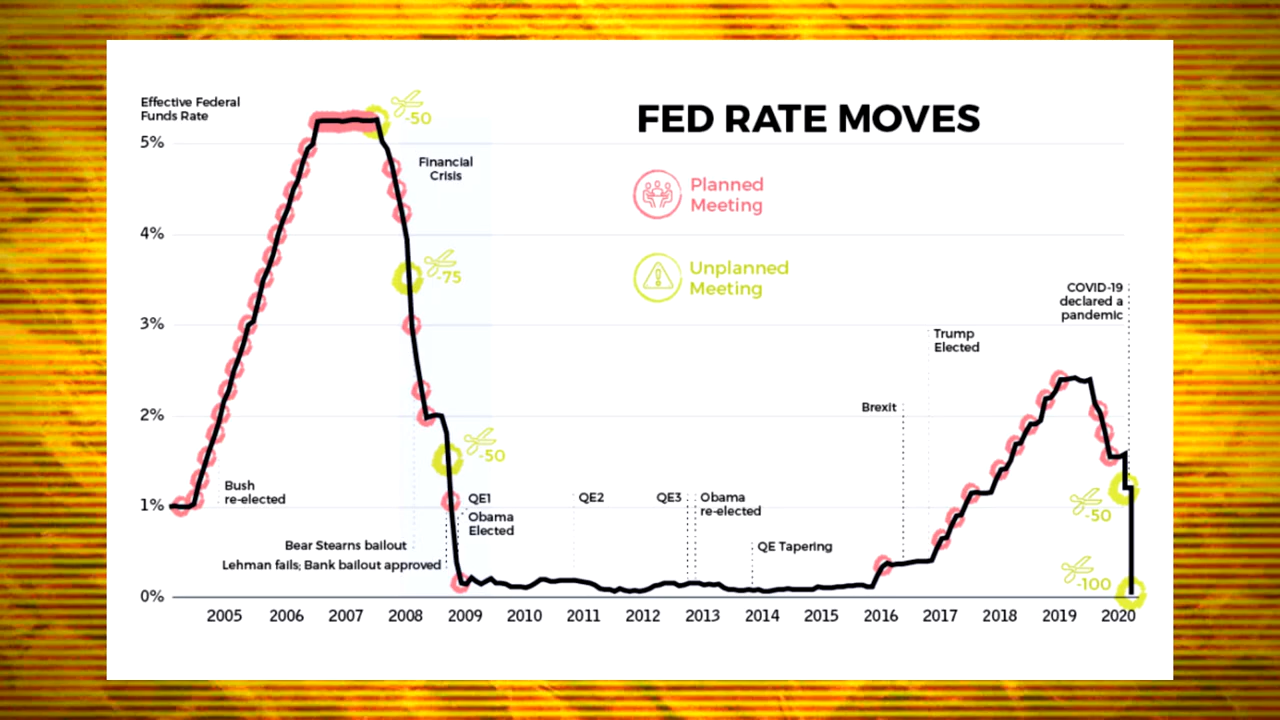 Effective Federal
Funds Rate
FED RATE MOVES
-50
5%
Financial
Crisis
Planned
Meeting
4%
-75
Unplanned
Meeting
COVID-19
declared a
pandemic
3%
Trump
Elected
2%
Brexit
-50
Bush
re-elected
1%
QE1
Obama
Elected
QE2
QE3
Obama
re-elected
-50
Bear Stearns bailout
QE Tapering
Lehman fails; Bank bailout approved
-100
0%
2005 2006 2007 2008 2009 2010 2011 2012 2013 2014 2015 2016 2017 2018 2019 2020